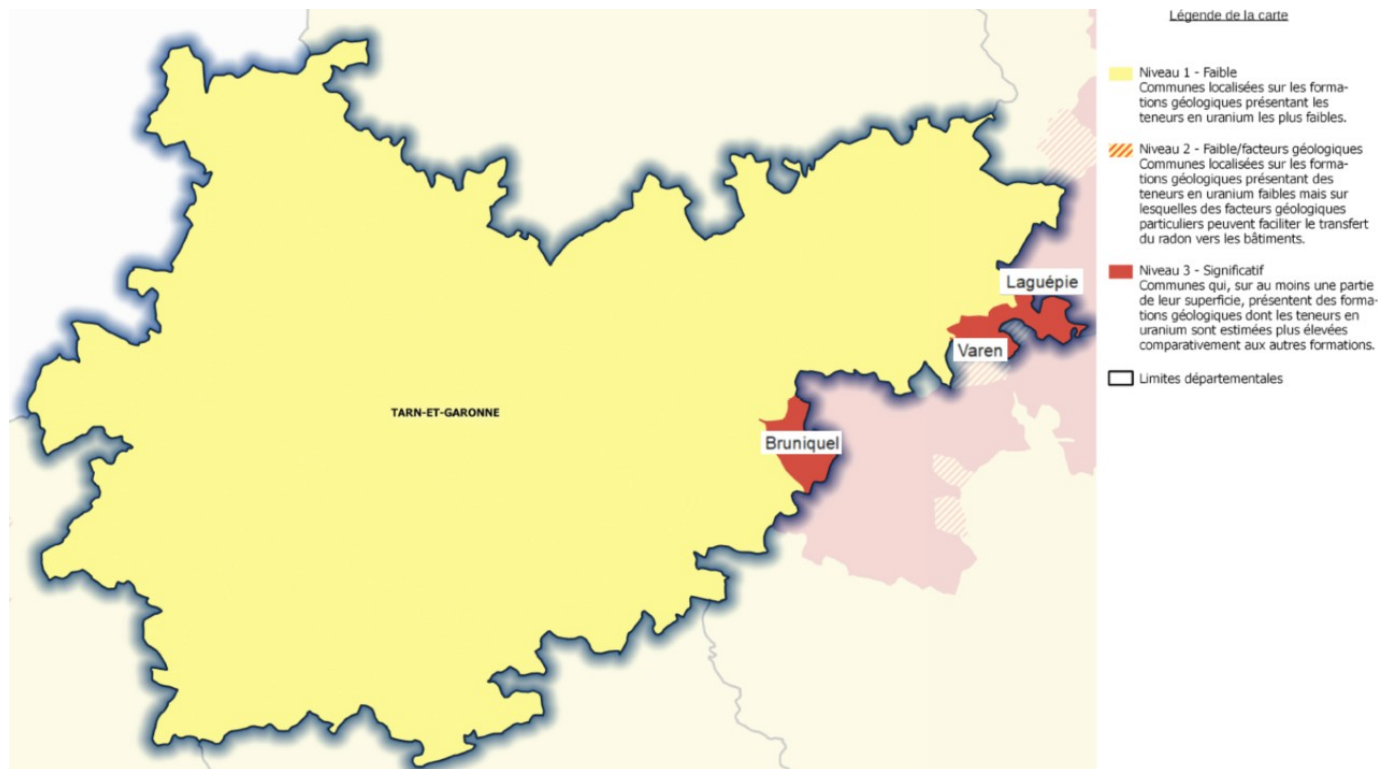 Légende de la carte
Niveau 1 - Faible
Communes localisées sur les forma-
tions géologiques présentant les
teneurs en uranium les plus faibles.
Niveau 2 - Faible/facteurs géologiques
Communes localisées sur les forma-
tions géologiques présentant des
teneurs en uranium faibles mais sur
lesquelles des facteurs géologiques
particuliers peuvent faciliter le transfert
du radon vers les bâtiments.
Niveau 3 - Significatif
Communes qui, sur au moins une partie
de leur superficie, présentent des forma-
tions géologiques dont les teneurs en
uranium sont estimées plus élevées
comparativement aux autres formations.
Limites départementales
Laguépie
Varen
TARN-ET-GARONNE
Bruniquel